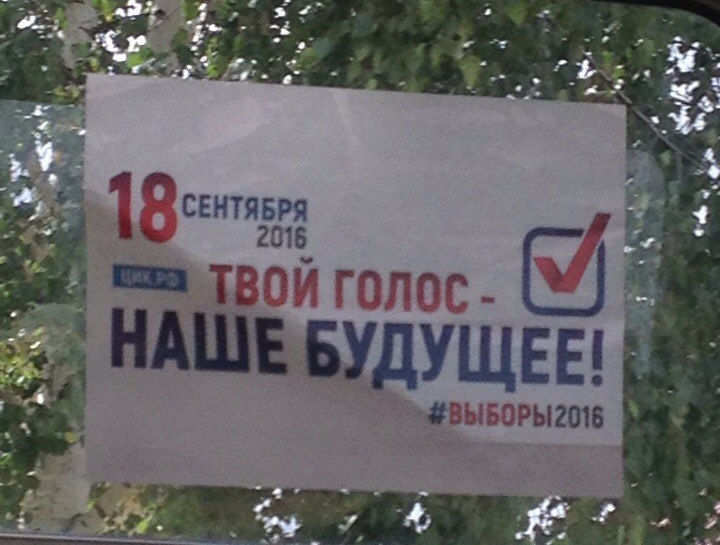 18 СЕНТЯБРЯ
2016
ЦИК.РФ ТВОЙ ГОЛОС -
НАШЕ БУДУЩЕЕ!
#ВЫБОРЫ2016